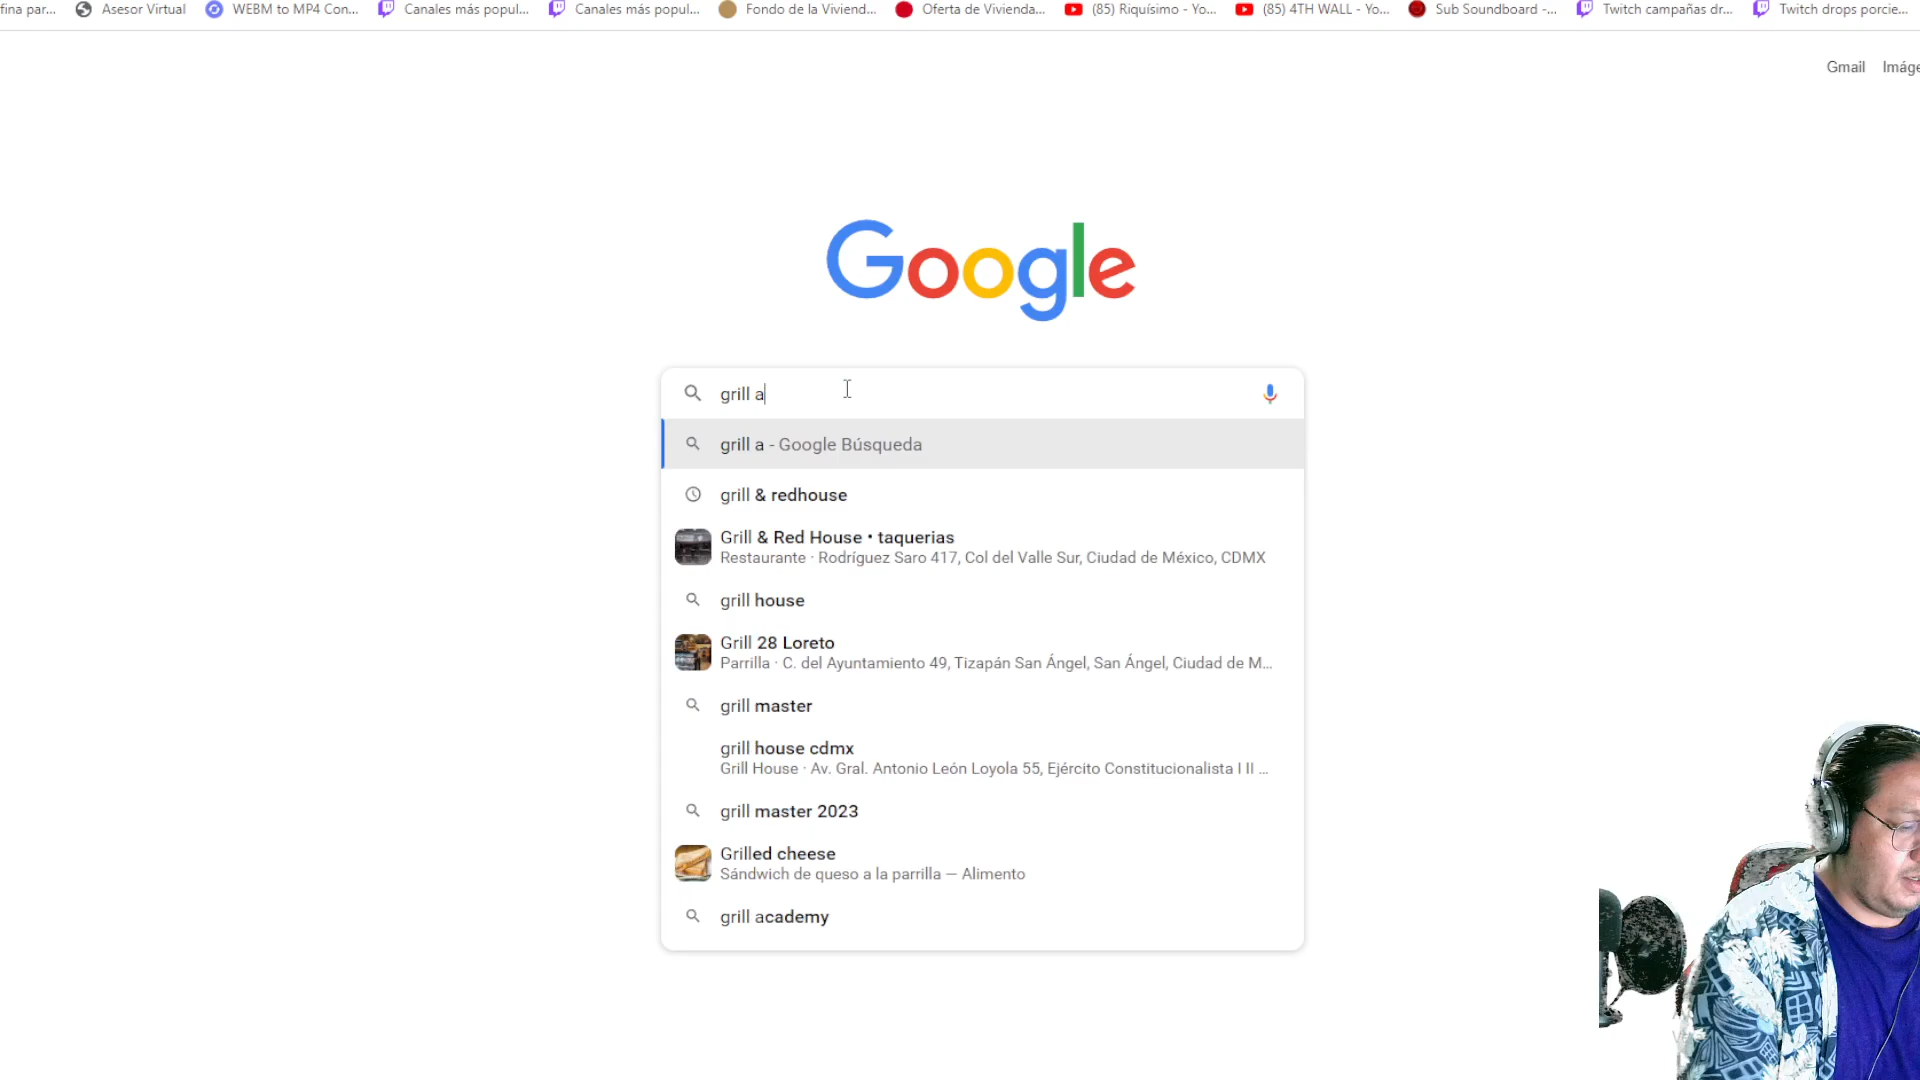 fina par... Asesor Virtual WEBM to MP4 Con... Canales más popul... Canales más popul... Fondo de la Viviend... Oferta de Vivienda... (85) Riquísimo - Yo... (85) 4TH WALL - Yo... Sub Soundboard -... Twitch campañas dr... Twitch drops porcie...
Gmail Imáge
Google
grill a
grill a - Google Búsqueda
grill & redhouse
Grill & Red House • taquerias
Restaurante · Rodríguez Saro 417, Col del Valle Sur, Ciudad de México, CDMX
grill house
Grill 28 Loreto
Parrilla · C. del Ayuntamiento 49, Tizapán San Ángel, San Ángel, Ciudad de M...
grill master
grill house cdmx
Grill House · Av. Gral. Antonio León Loyola 55, Ejército Constitucionalista I II ...
grill master 2023
Grilled cheese
Sándwich de queso a la parrilla — Alimento
grill academy